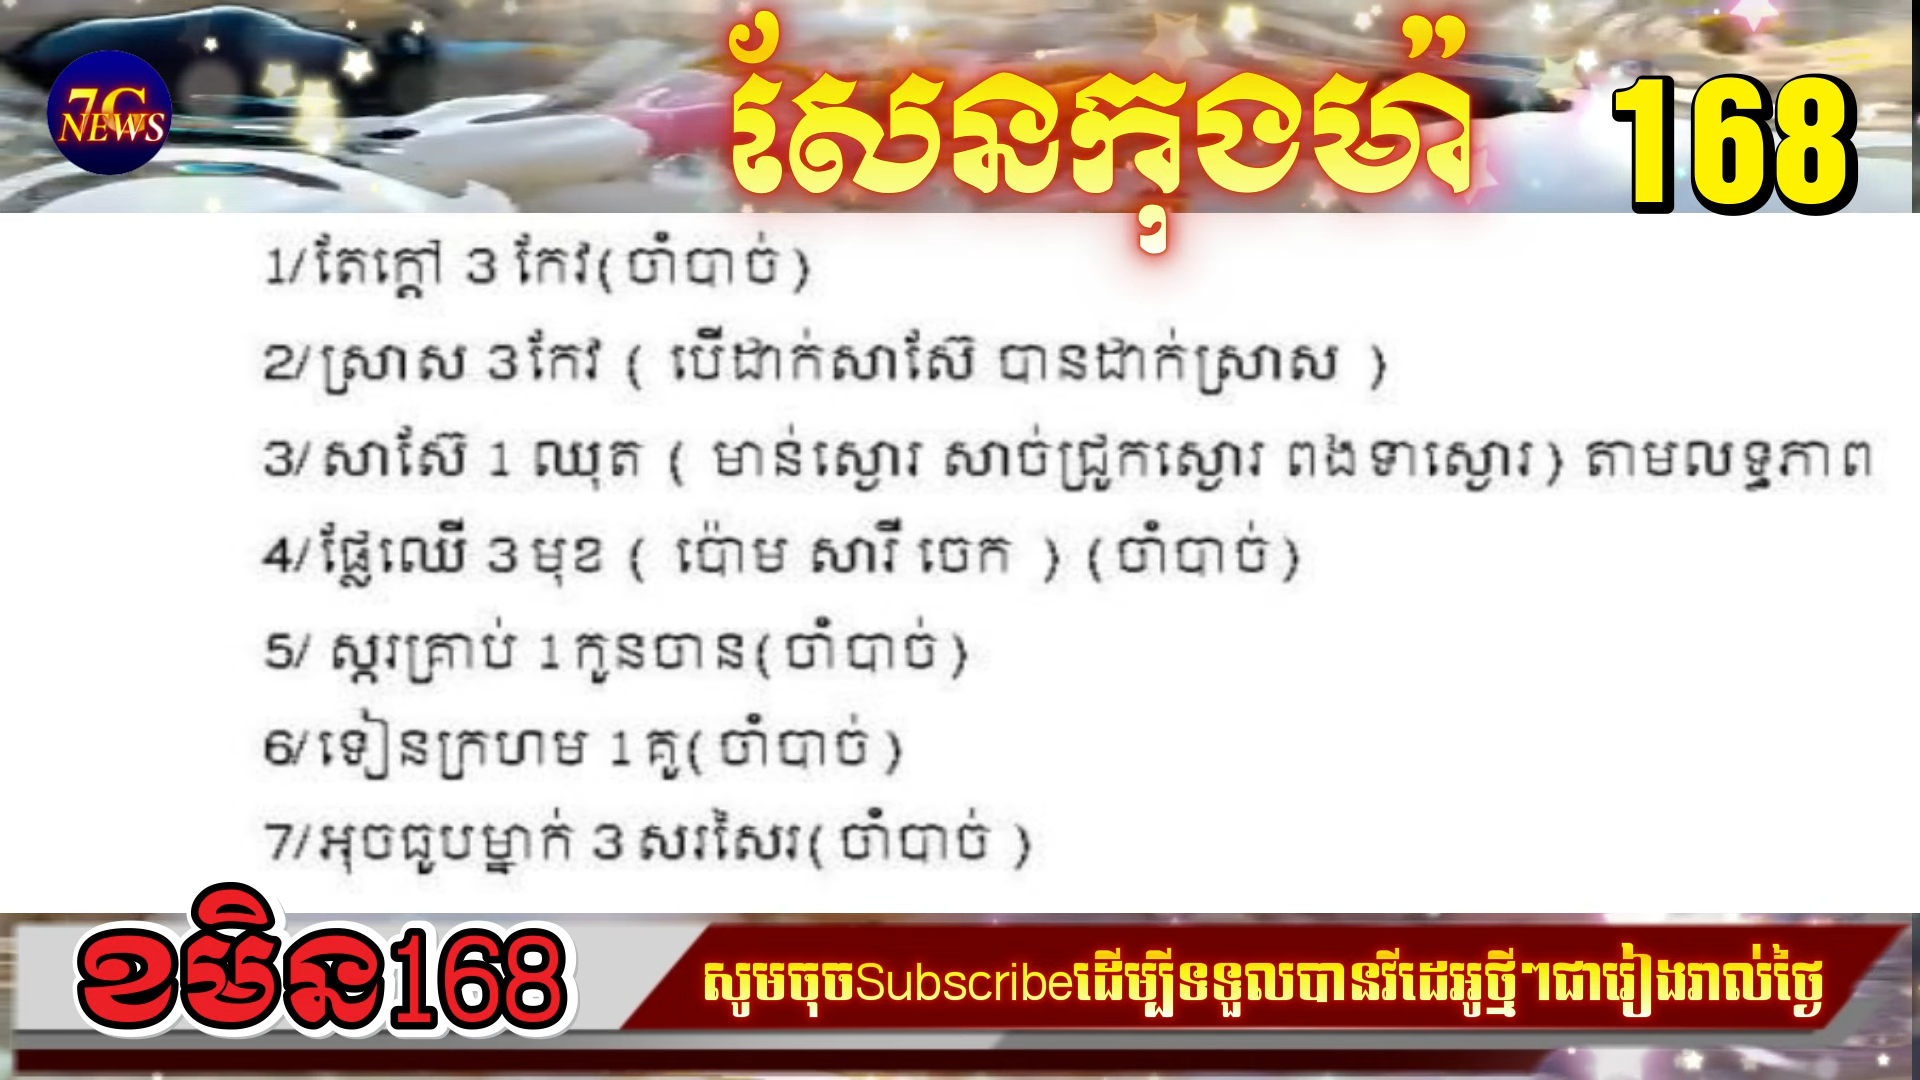 7G
NEWS
សែនកុងម៉ា
168
1/តែក្តៅ 3 កែវ(ចាំបាច់)
2/ស្រាស 3កែវ ( បើដាក់សាស៊ែ បានដាក់ស្រាស )
3/សាស៊ែ 1 ឈុត ( មាន់ស្ងោរ សាច់ជ្រូកស្ងោរ ពងទាស្ងោរ) តាមលទ្ធភាព
4/ផ្លែឈើ 3មុខ ( ប៉ោម សារី ចេក ) (ចាំបាច់)
5/ ស្ករគ្រាប់ 1កូនចាន(ចាំបាច់)
6/ទៀនក្រហម 1គូ(ចាំបាច់)
7/អុចធូបម្នាក់ 3សរសៃរ(ចាំបាច់ )
ខមិន168
សូមចុចSubscribeដើម្បីទទួលបានវីដេអូថ្មីៗជារៀងរាល់ថ្ងៃ